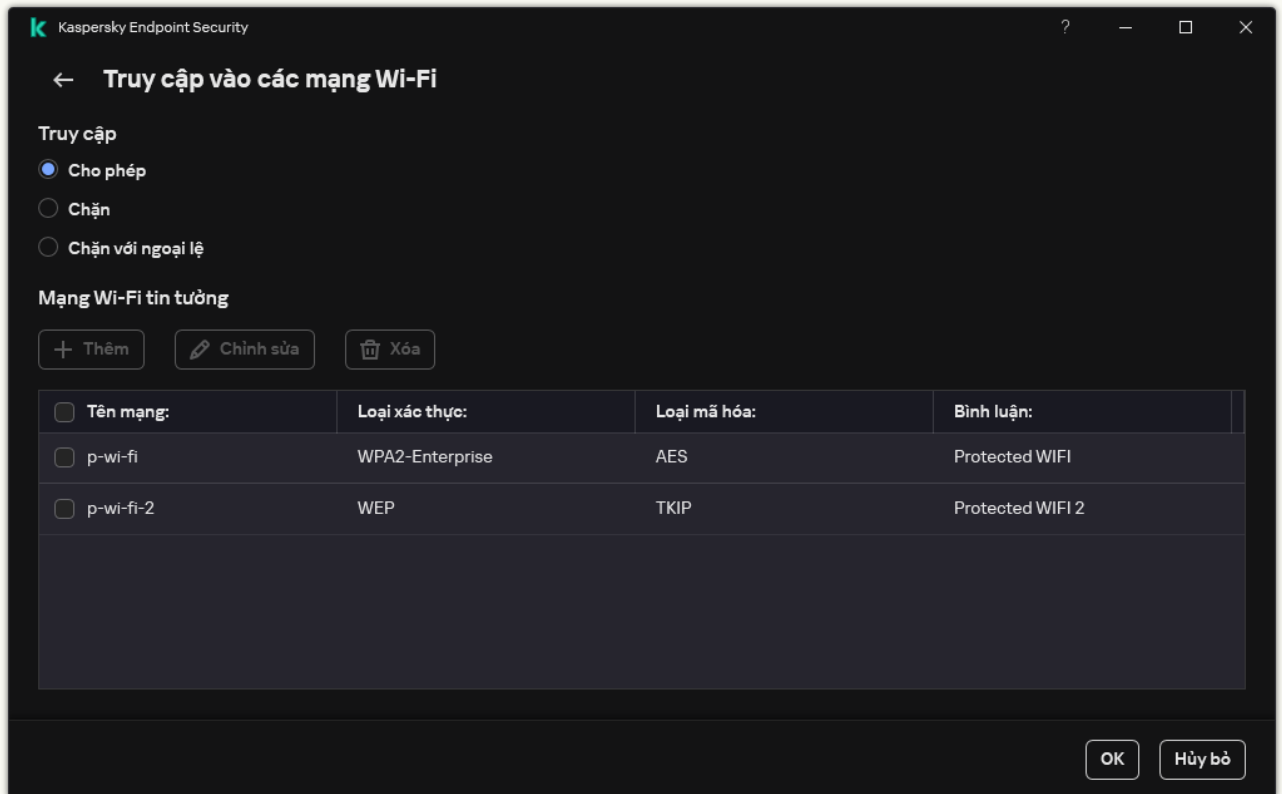 Kaspersky Endpoint Security ?
Truy cập vào các mạng Wi-Fi
Truy cập
Cho phép
Chặn
Chặn với ngoại lệ
Mạng Wi-Fi tin tưởng
Thêm Chỉnh sửa Xóa
Tên mạng: Loại xác thực: Loại mã hóa: Bình luận:
p-wi-fi WPA2-Enterprise AES Protected WIFI
p-wi-fi-2 WEP TKIP Protected WIFI 2
OK Hủy bỏ